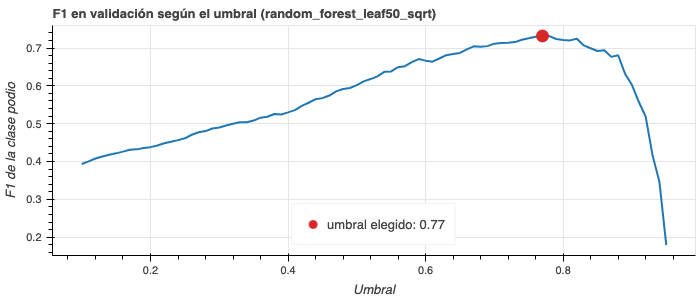 F1 en validación según el umbral (random_forest_leaf50_sqrt)
F1 de la clase podio
0.7
0.6
0.5
0.4
0.3
0.2
umbral elegido: 0.77
0.2
0.4
0.6
0.8
Umbral